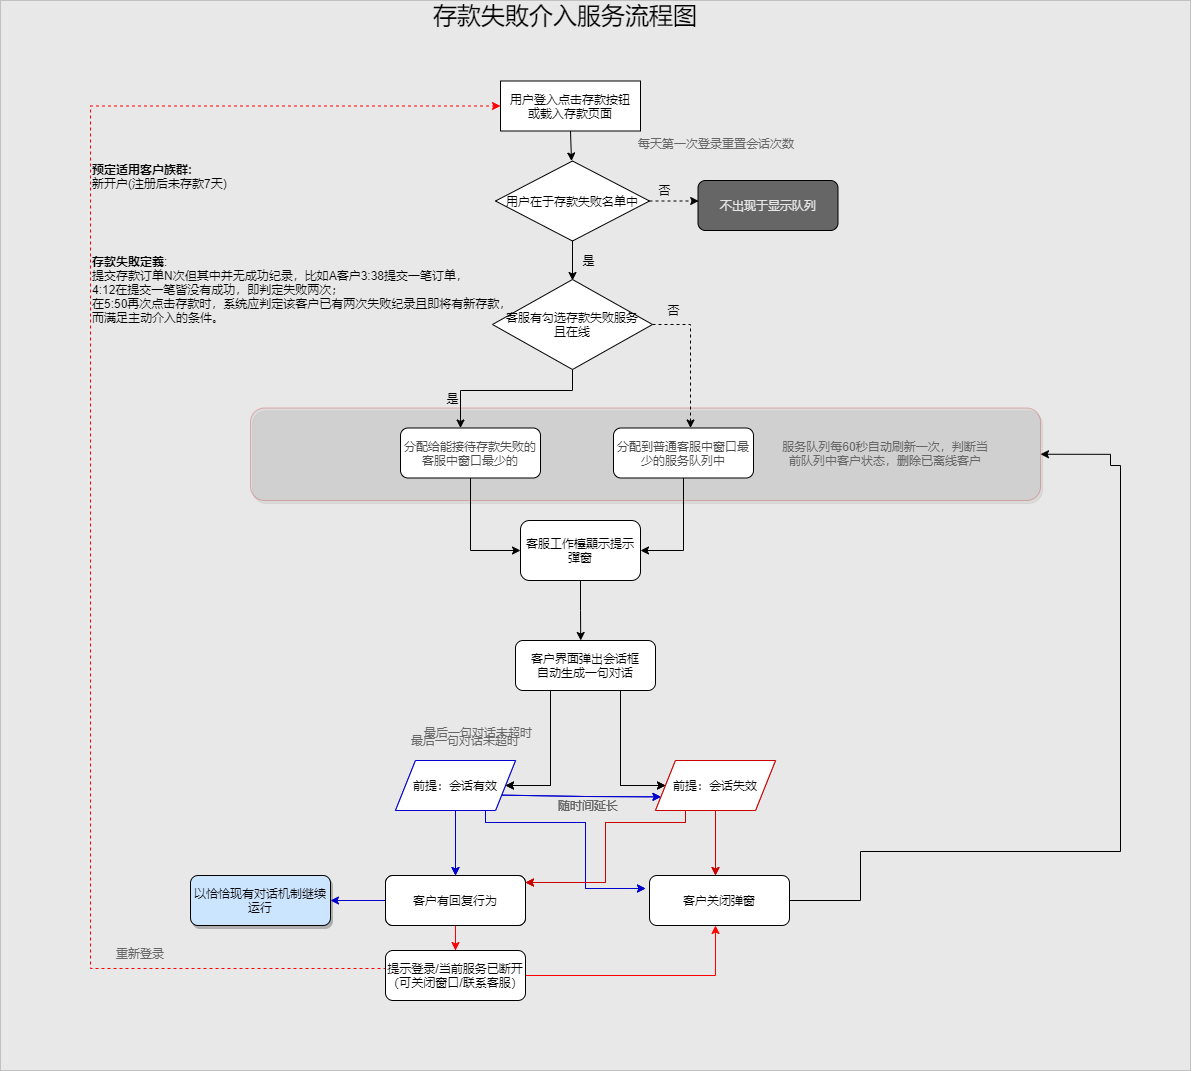 存款失敗介入服务流程图
用户登入点击存款按钮
或载入存款页面
每天第一次登录重置会话次数
预定适用客户族群:
新开户(注册后未存款7天)
用户在于存款失败名单中
否
不出现于显示队列
是
存款失敗定義:
提交存款订单N次但其中并无成功纪录，比如A客户3:38提交一笔订单，
4:12在提交一笔皆没有成功，即判定失败两次；
在5:50再次点击存款时，系统应判定该客户已有两次失败纪录且即将有新存款，
而满足主动介入的条件。
客服有勾选存款失败服务
且在线
否
是
分配给能接待存款失敗的
客服中窗口最少的
分配到普通客服中窗口最
少的服务队列中
服务队列每60秒自动刷新一次，判断当
前队列中客户状态，删除已离线客户
客服工作檯顯示提示
彈窗
客户界面弹出会话框
自动生成一句对话
最后一句对话未超时
最后一句对话未超时
前提：会话有效
前提：会话失效
随时间延长
以恰恰现有对话机制继续
运行
客户有回复行为
客户关闭弹窗
重新登录
提示登录/当前服务已断开
（可关闭窗口/联系客服）